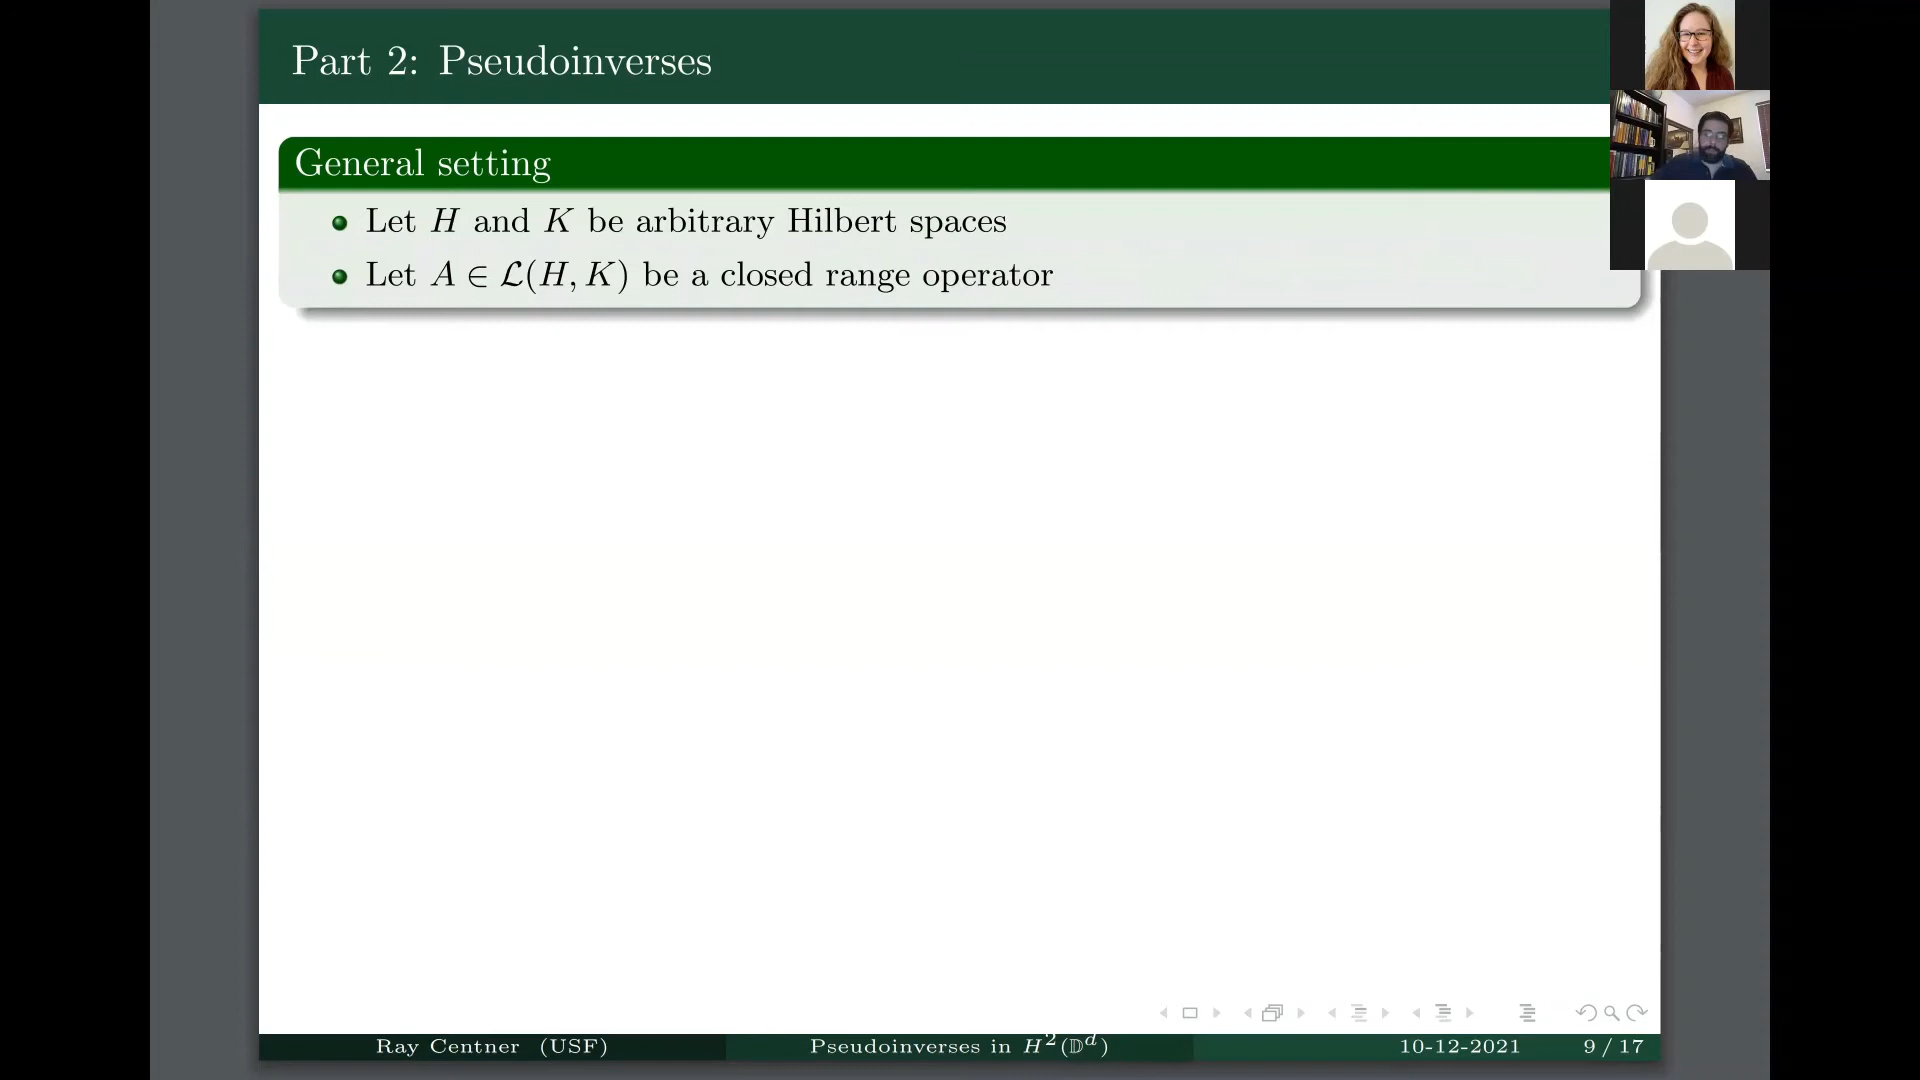 Part 2: Pseudoinverses
General setting
Let H and K be arbitrary Hilbert spaces
Let A ∈ ℒ(H, K) be a closed range operator
Ray Centner (USF) Pseudoinverses in H²(𝔻ᵈ) 10-12-2021 9 / 17